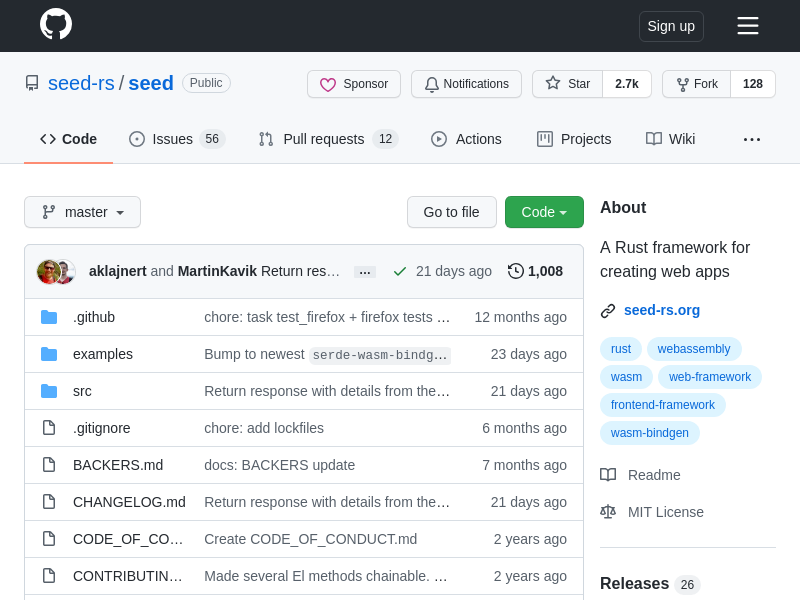 Sign up
seed-rs / seed Public
Sponsor Notifications Star 2.7k Fork 128
Code Issues 56 Pull requests 12 Actions Projects Wiki ...
master Go to file Code
aklajnert and MartinKavik Return res… ... 21 days ago 1,008
.github chore: task test_firefox + firefox tests … 12 months ago
examples Bump to newest serde-wasm-bindg… 23 days ago
src Return response with details from the… 21 days ago
.gitignore chore: add lockfiles 6 months ago
BACKERS.md docs: BACKERS update 7 months ago
CHANGELOG.md Return response with details from the… 21 days ago
CODE_OF_CO… Create CODE_OF_CONDUCT.md 2 years ago
CONTRIBUTIN… Made several El methods chainable. … 2 years ago
About
A Rust framework for
creating web apps
seed-rs.org
rust webassembly
wasm web-framework
frontend-framework
wasm-bindgen
Readme
MIT License
Releases 26